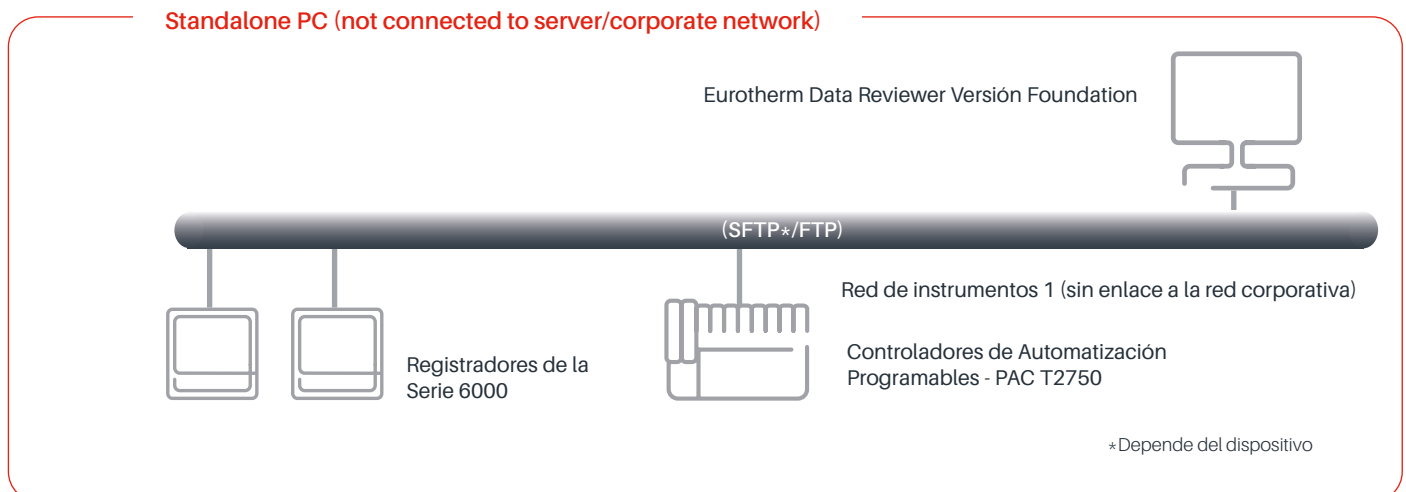 Standalone PC (not connected to server/corporate network)
Eurotherm Data Reviewer Versión Foundation
(SFTP*/FTP)
Red de instrumentos 1 (sin enlace a la red corporativa)
Registradores de la
Serie 6000
Controladores de Automatización
Programables - PAC T2750
*Depende del dispositivo